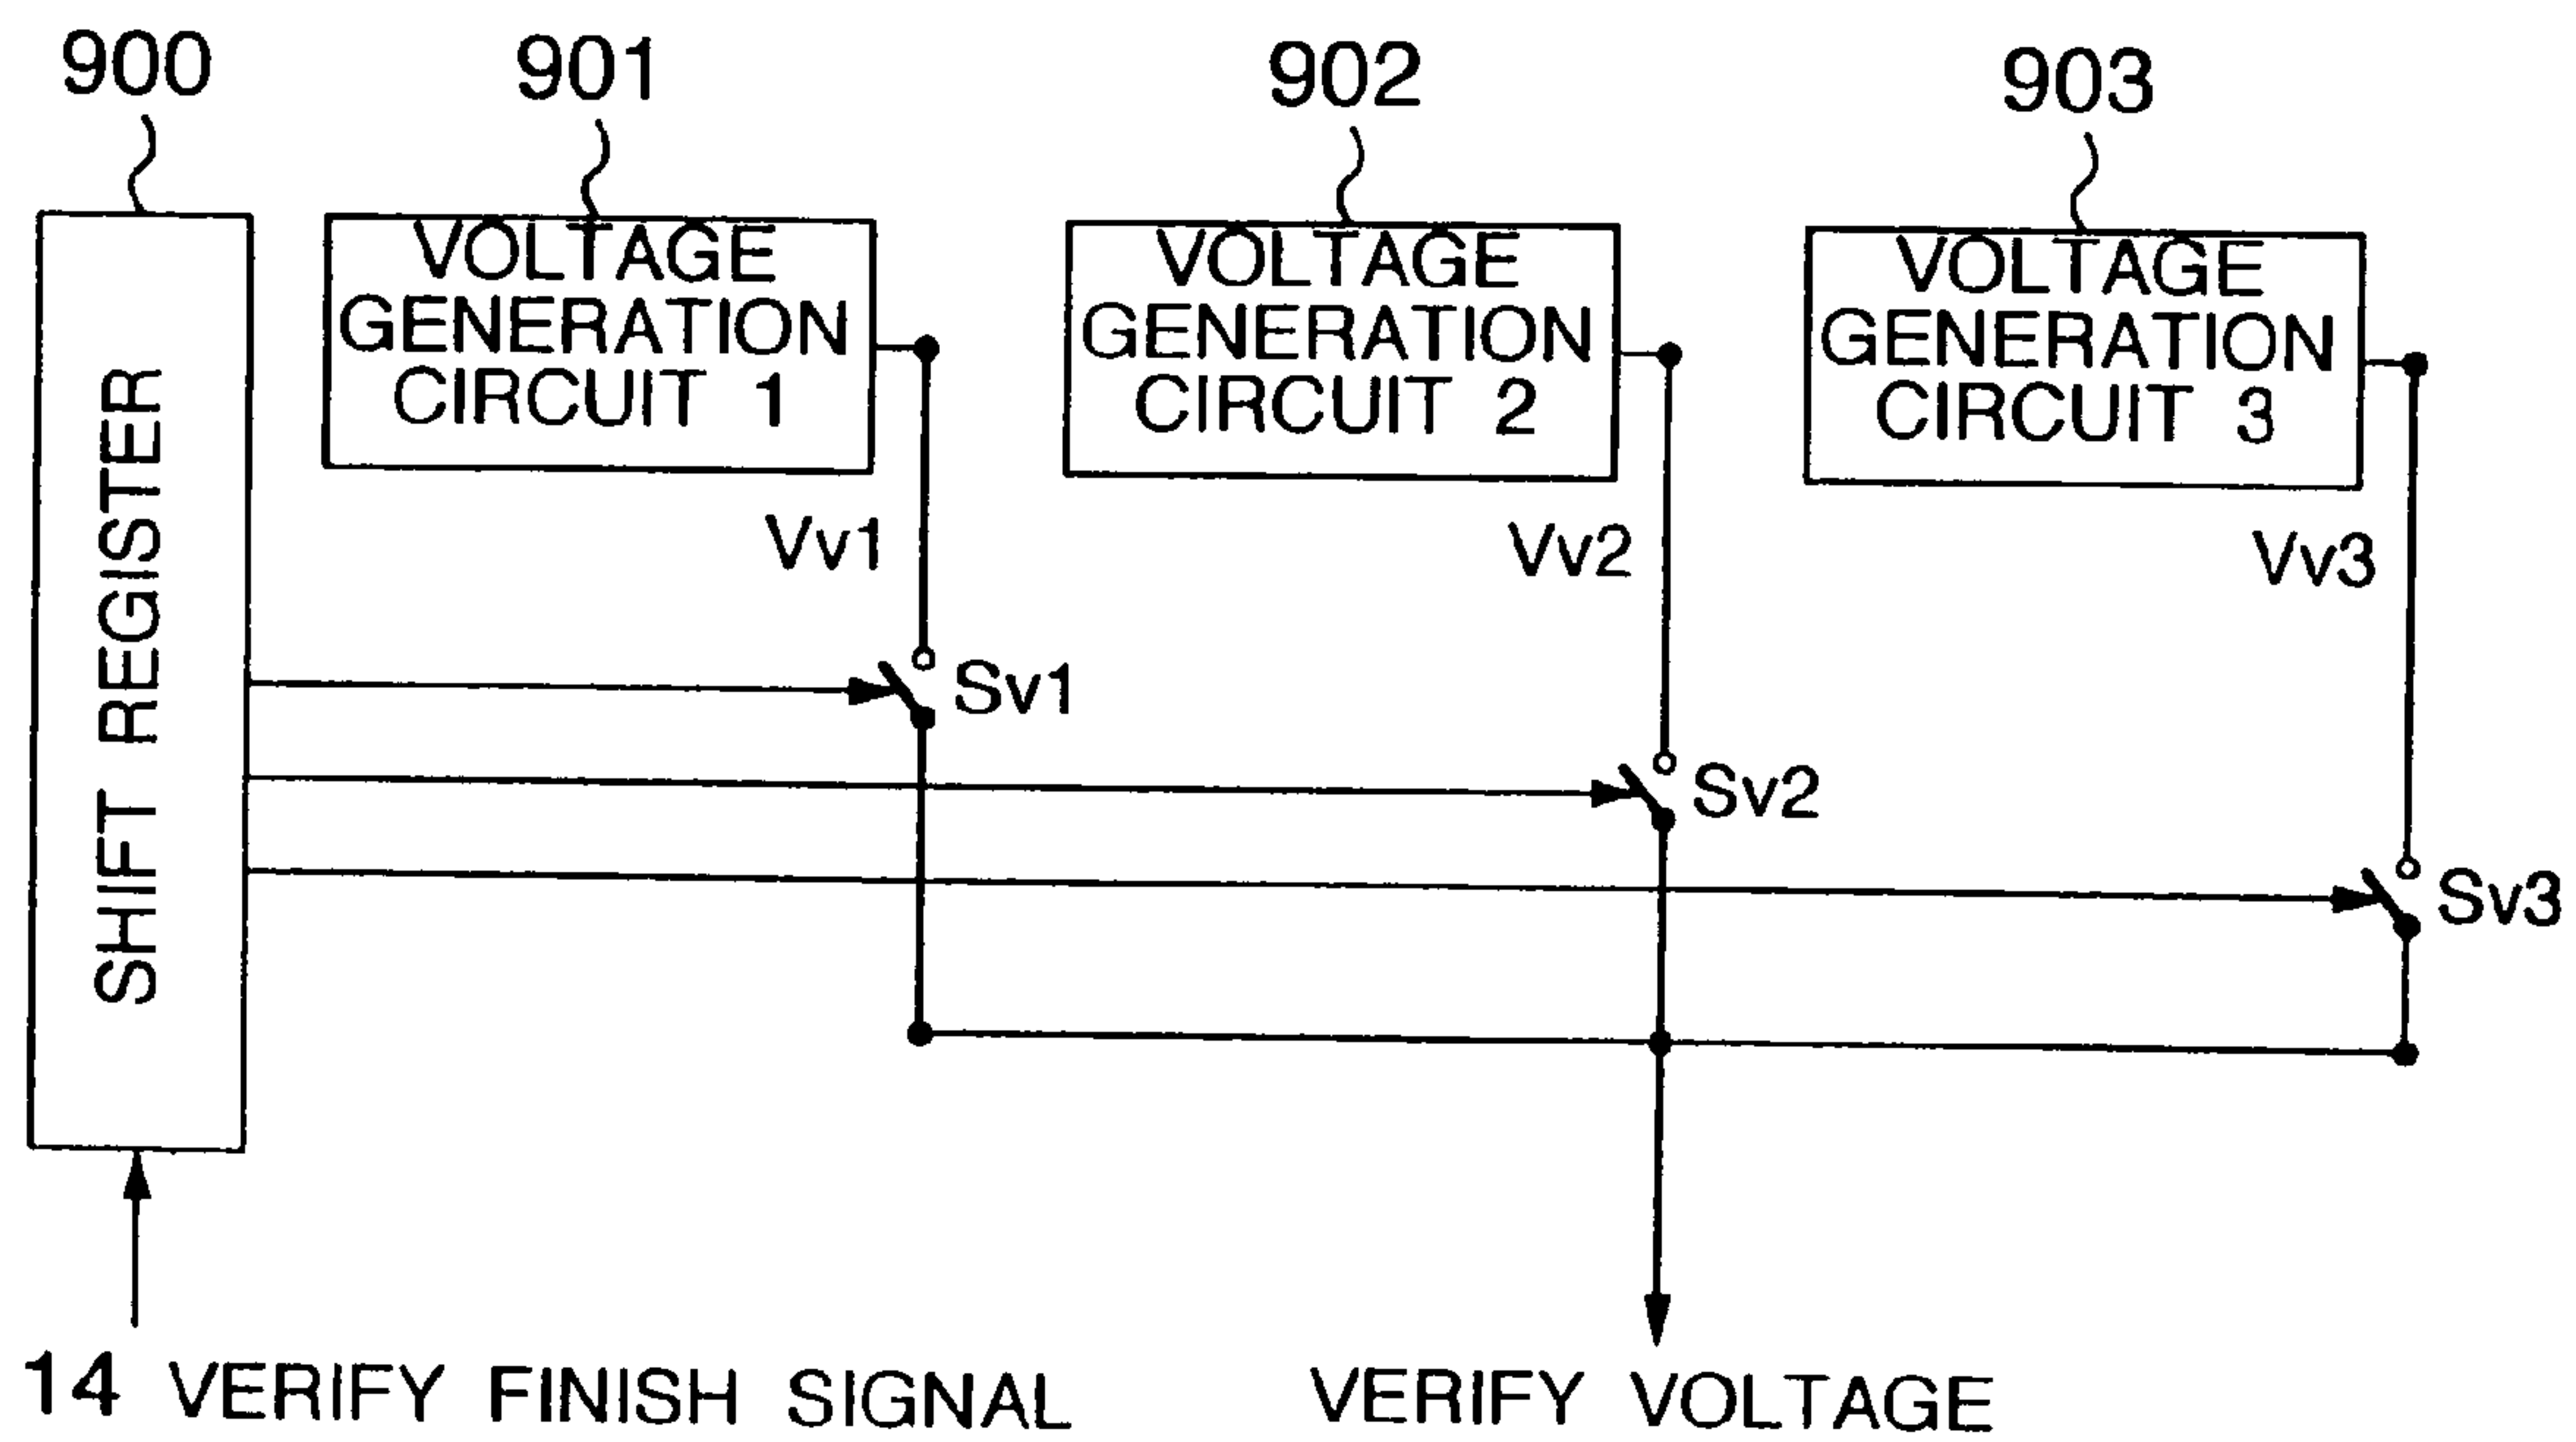 900
901
902
903
SHIFT REGISTER
VOLTAGE
GENERATION
CIRCUIT 1
VOLTAGE
GENERATION
CIRCUIT 2
VOLTAGE
GENERATION
CIRCUIT 3
Vv1
Vv2
Vv3
Sv1
Sv2
Sv3
14 VERIFY FINISH SIGNAL
VERIFY VOLTAGE